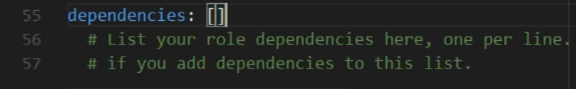 55 dependencies: []
56 # List your role dependencies here, one per line.
57 # if you add dependencies to this list.